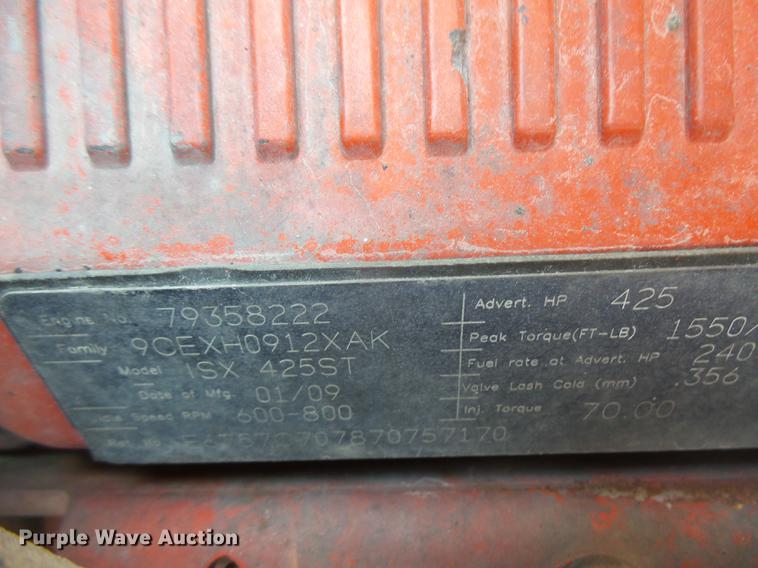 Engine No. 79358222
Family 9CEXH0912XAK
Model ISX 425ST
Date of Mfg. 01/09
Idle Speed RPM 600-800
Ref. No.
Advert. HP 425
Peak Torque(FT-LB) 1550/
Fuel rate at Advert. HP 240
Valve Lash Cold (mm) .356
Inj. Torque 70.00
Purple Wave Auction